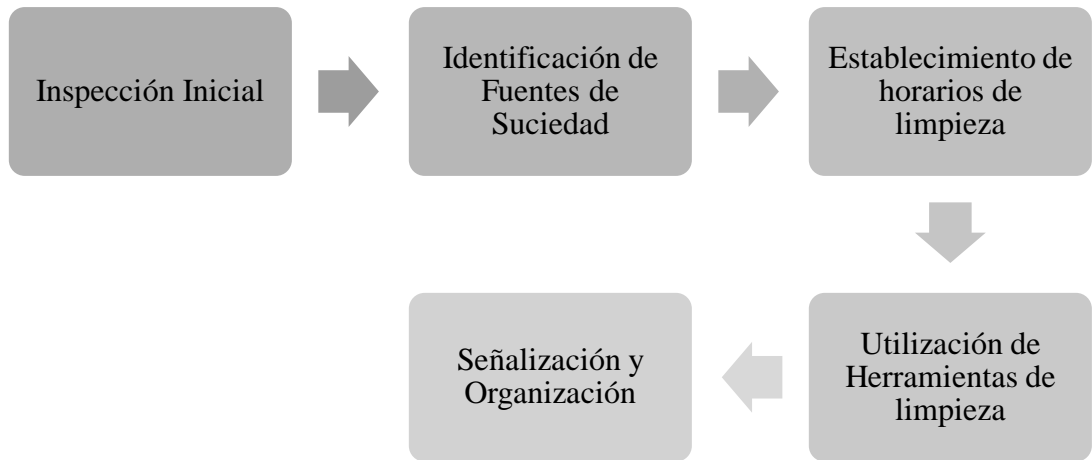 Inspección Inicial
Identificación de
Fuentes de
Suciedad
Establecimiento de
horarios de
limpieza
Utilización de
Herramientas de
limpieza
Señalización y
Organización